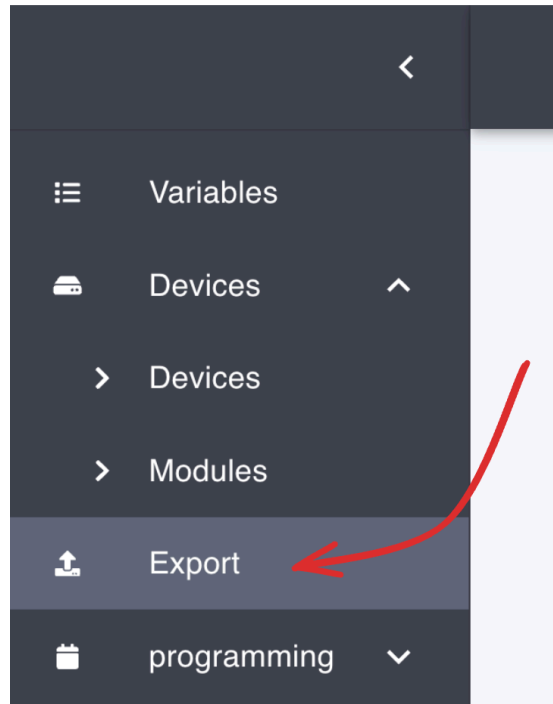 Variables
Devices
Devices
Modules
Export
programming